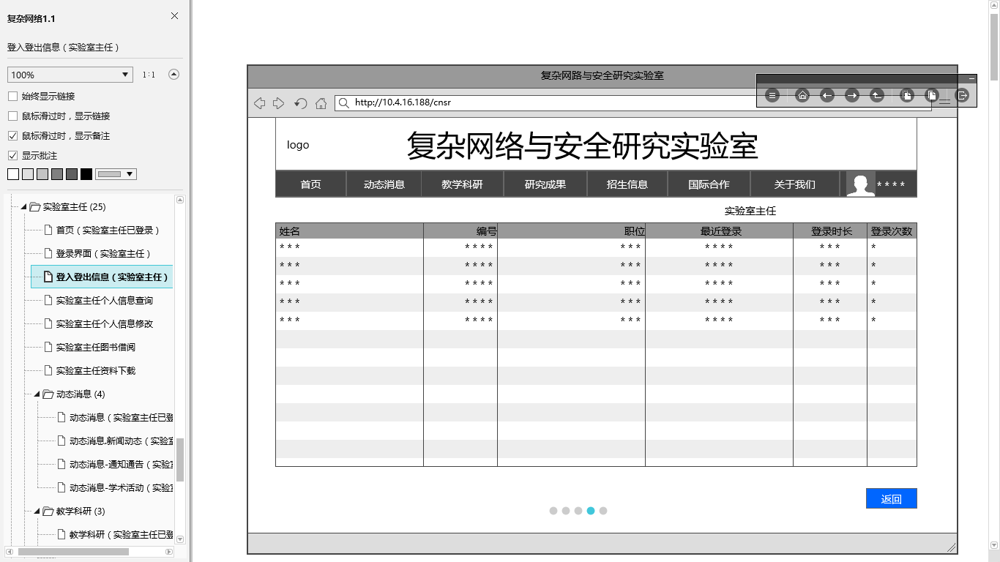 复杂网络1.1
登入登出信息（实验室主任）
100%
1:1
始终显示链接
鼠标滑过时，显示链接
鼠标滑过时，显示备注
显示批注
实验室主任 (25)
首页（实验室主任已登录）
登录界面（实验室主任）
登入登出信息（实验室主任）
实验室主任个人信息查询
实验室主任个人信息修改
实验室主任图书借阅
实验室主任资料下载
动态消息 (4)
动态消息（实验室主任已登
动态消息.新闻动态（实验室
动态消息-通知通告（实验室
动态消息-学术活动（实验室
教学科研 (3)
教学科研（实验室主任已登
复杂网路与安全研究实验室
http://10.4.16.188/cnsr
logo
复杂网络与安全研究实验室
首页 动态消息 教学科研 研究成果 招生信息 国际合作 关于我们 * * * *
实验室主任
姓名 编号 职位 最近登录 登录时长 登录次数
* * * * * * * * * * * * * * * * * *
* * * * * * * * * * * * * * * * * *
* * * * * * * * * * * * * * * * * *
* * * * * * * * * * * * * * * * * *
* * * * * * * * * * * * * * * * * *
返回